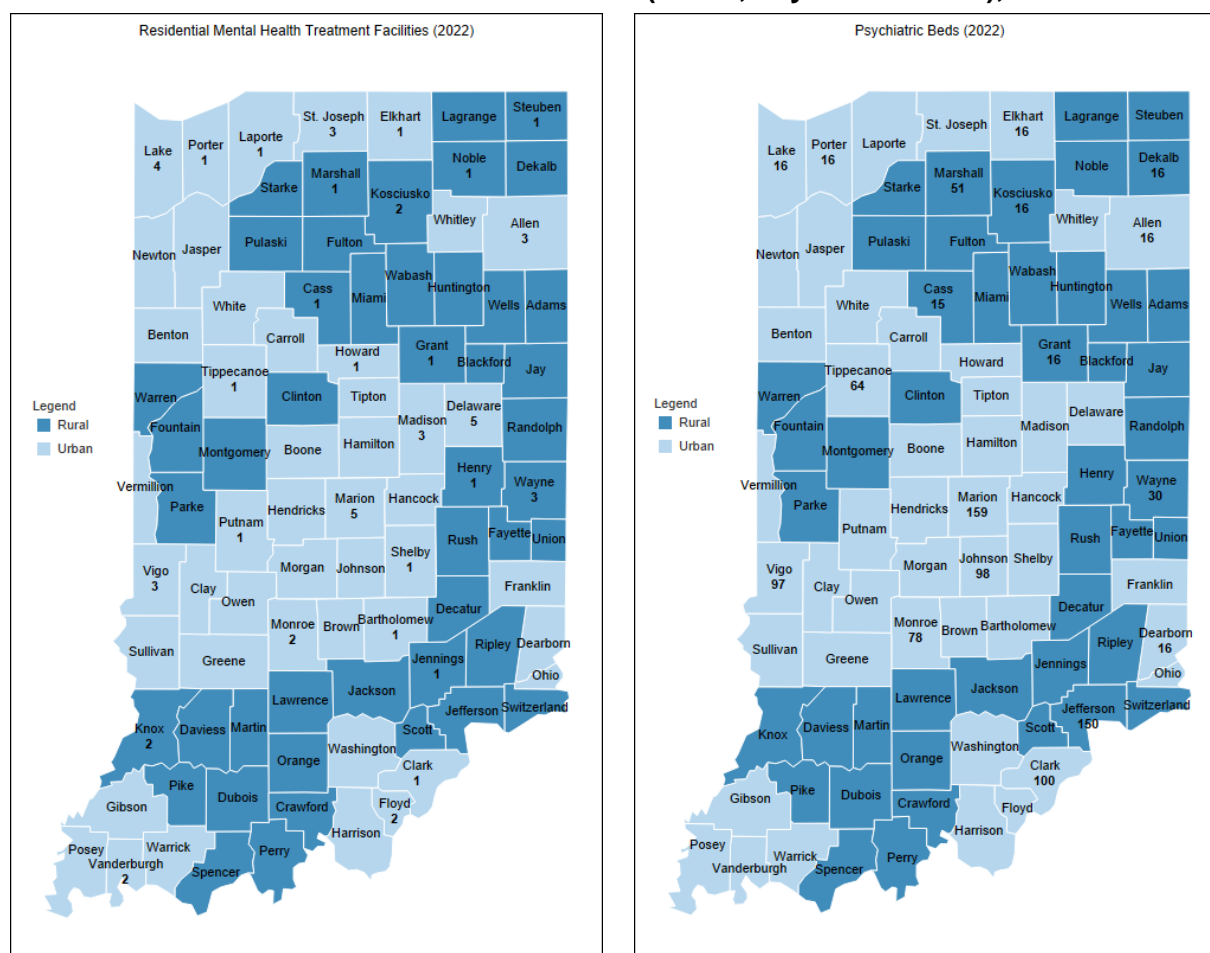 Residential Mental Health Treatment Facilities (2022)
Steuben
1
Lagrange
St. Joseph
3
Elkhart
1
Laporte
1
Porter
1
Lake
4
Noble
1
Dekalb
Marshall
1
Starke
Kosciusko
2
Whitley
Allen
3
Pulaski
Fulton
Jasper
Newton
Wabash
Huntington
Cass
1
Miami
Wells
Adams
White
Benton
Carroll
Howard
1
Grant
1
Blackford
Jay
Tippecanoe
1
Warren
Clinton
Tipton
Madison
3
Delaware
5
Fountain
Randolph
Montgomery
Boone
Hamilton
Henry
1
Wayne
3
Vermillion
Parke
Hendricks
Marion
5
Hancock
Putnam
1
Rush
Fayette
Union
Shelby
1
Vigo
3
Clay
Owen
Morgan
Johnson
Franklin
Decatur
Monroe
2
Brown
Bartholomew
1
Sullivan
Greene
Jennings
1
Ripley
Dearborn
Ohio
Lawrence
Jackson
Jefferson
Switzerland
Knox
2
Daviess
Martin
Scott
Washington
Orange
Clark
1
Pike
Dubois
Crawford
Floyd
2
Gibson
Harrison
Posey
Warrick
Vanderburgh
2
Spencer
Perry
Legend
Rural
Urban
Psychiatric Beds (2022)
Lagrange
Steuben
St. Joseph
Elkhart
16
Laporte
Porter
16
Lake
16
Noble
Dekalb
16
Marshall
51
Starke
Kosciusko
16
Whitley
Allen
16
Pulaski
Fulton
Jasper
Newton
Wabash
Huntington
Cass
15
Miami
Wells
Adams
White
Benton
Carroll
Howard
Grant
16
Blackford
Jay
Tippecanoe
64
Warren
Clinton
Tipton
Madison
Delaware
Fountain
Randolph
Montgomery
Boone
Hamilton
Henry
Wayne
30
Vermillion
Parke
Hendricks
Marion
159
Hancock
Putnam
Rush
Fayette
Union
Shelby
Vigo
97
Clay
Owen
Morgan
Johnson
98
Franklin
Decatur
Monroe
78
Brown
Bartholomew
Sullivan
Greene
Jennings
Ripley
Dearborn
16
Ohio
Lawrence
Jackson
Jefferson
150
Switzerland
Knox
Daviess
Martin
Scott
Washington
Orange
Clark
100
Pike
Dubois
Crawford
Floyd
Gibson
Harrison
Posey
Warrick
Vanderburgh
Spencer
Perry
Legend
Rural
Urban